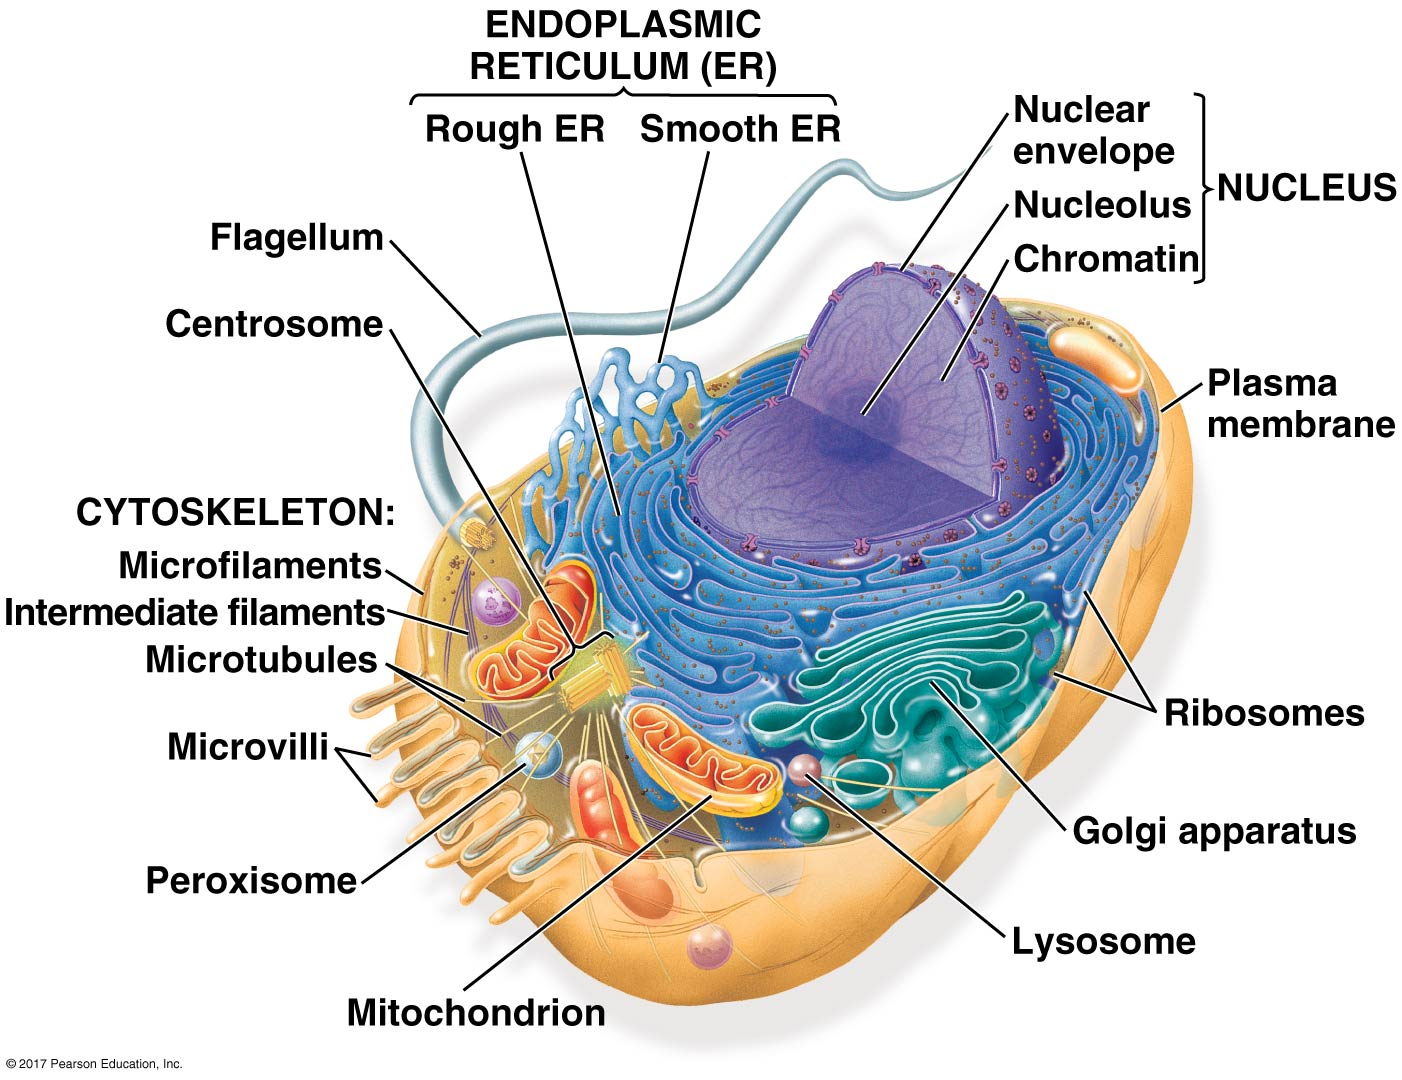 ENDOPLASMIC
RETICULUM (ER)
Rough ER
Smooth ER
Nuclear
envelope
Nucleolus
Chromatin
NUCLEUS
Flagellum
Centrosome
Plasma
membrane
CYTOSKELETON:
Microfilaments
Intermediate filaments
Microtubules
Microvilli
Ribosomes
Golgi apparatus
Peroxisome
Lysosome
Mitochondrion
© 2017 Pearson Education, Inc.